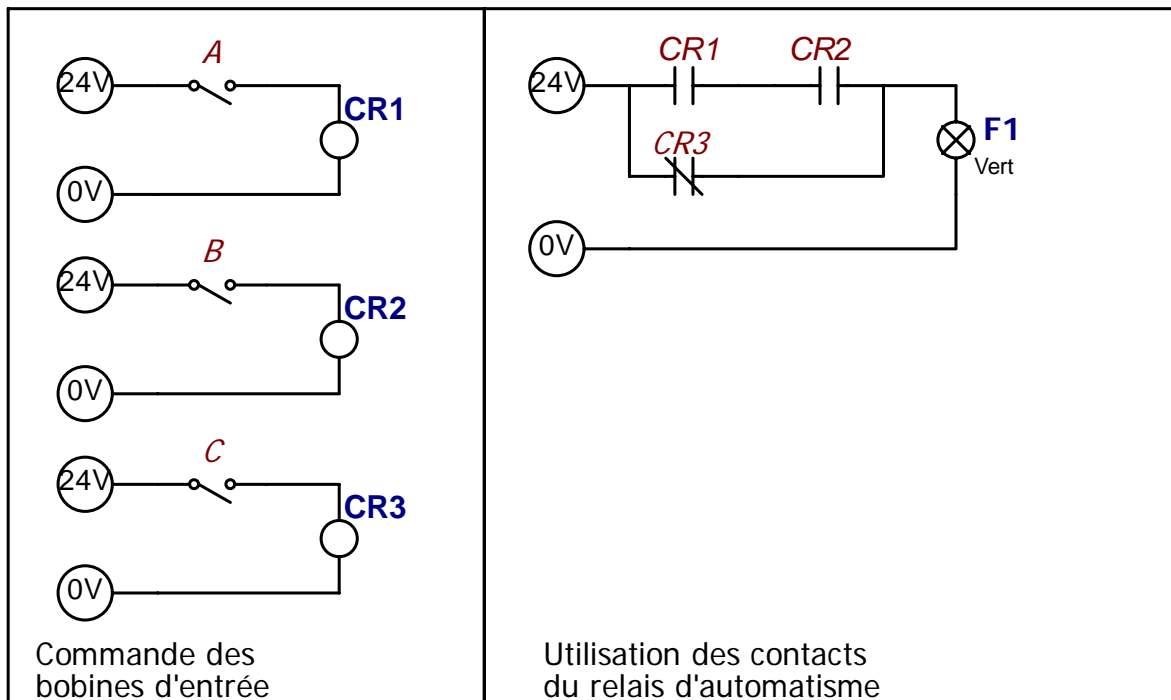 A
24V
CR1
0V
B
24V
CR2
0V
C
24V
CR3
0V
Commande des
bobines d'entrée
CR1 CR2
24V
CR3
F1
Vert
0V
Utilisation des contacts
du relais d'automatisme